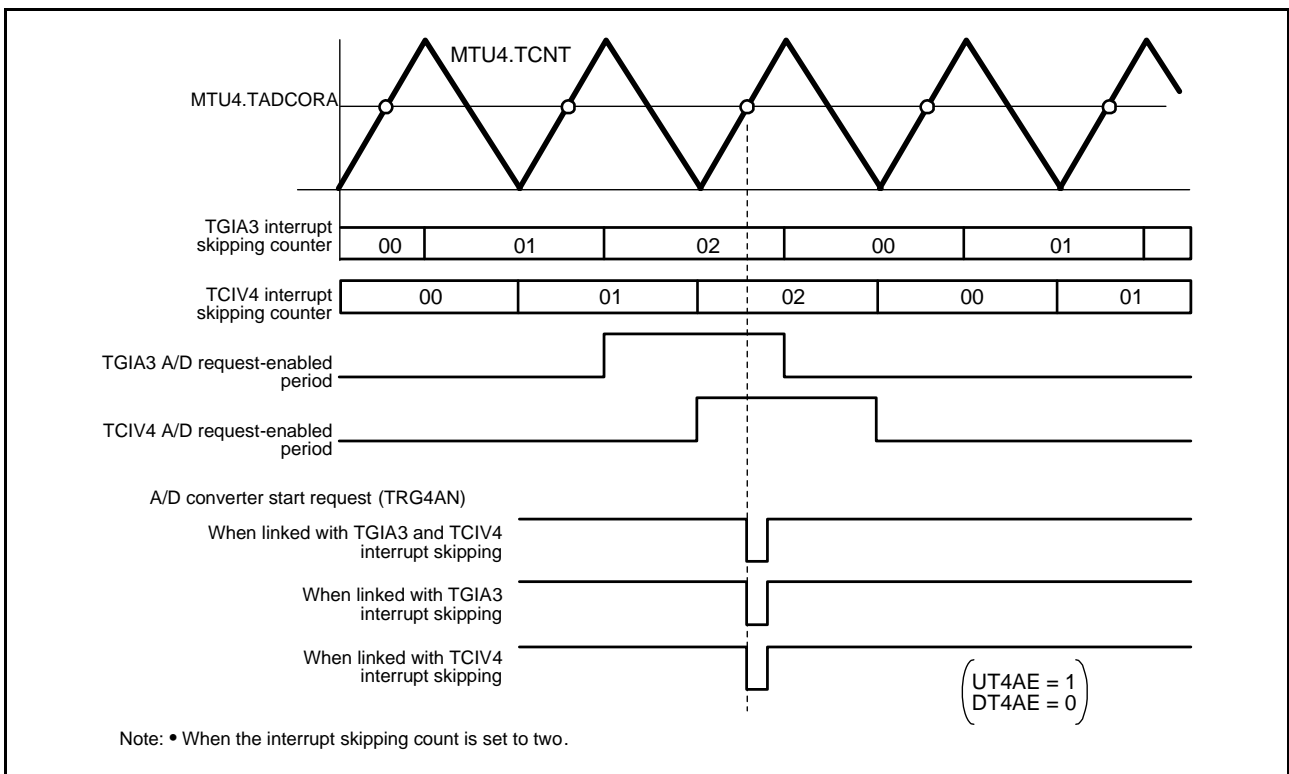 MTU4.TCNT
MTU4.TADCORA
TGIA3 interrupt
skipping counter
00 01 02 00 01
TCIV4 interrupt
skipping counter
00 01 02 00 01
TGIA3 A/D request-enabled
period
TCIV4 A/D request-enabled
period
A/D converter start request (TRG4AN)
When linked with TGIA3 and TCIV4
interrupt skipping
When linked with TGIA3
interrupt skipping
When linked with TCIV4
interrupt skipping
UT4AE = 1
DT4AE = 0
Note: • When the interrupt skipping count is set to two.